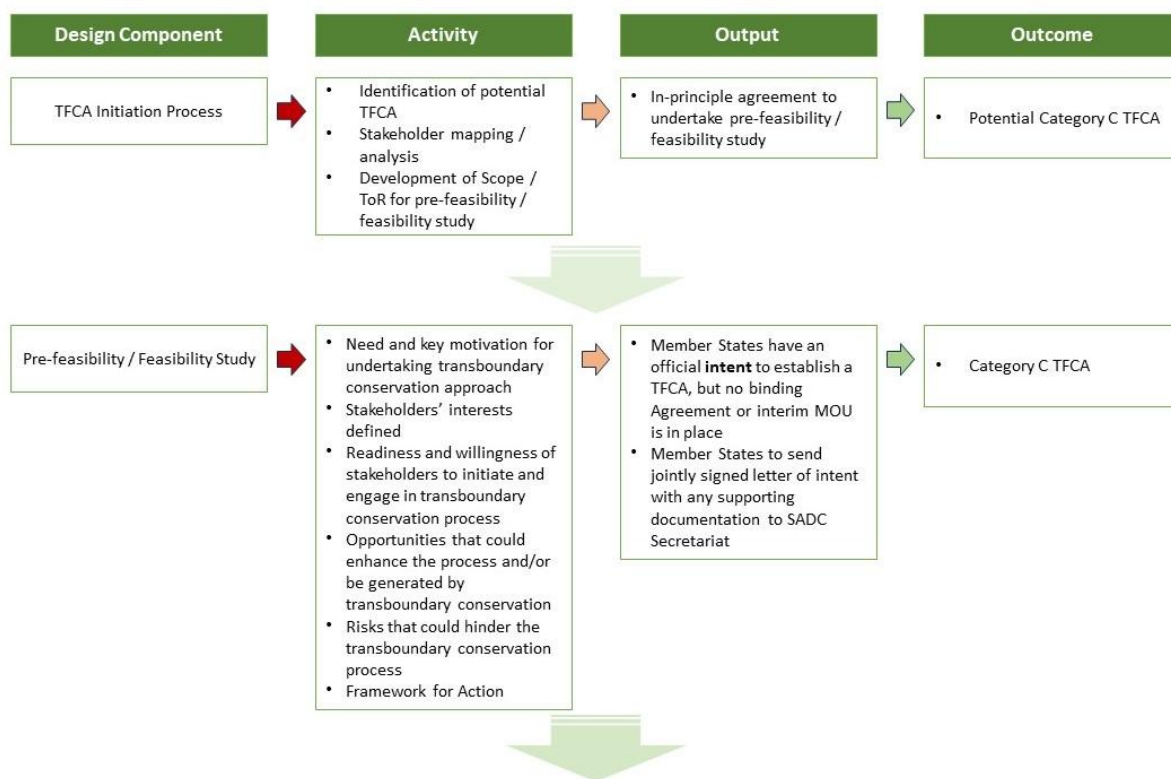 Design Component
Activity
Output
Outcome
TFCA Initiation Process
• Identification of potential
TFCA
• Stakeholder mapping /
analysis
• Development of Scope /
ToR for pre-feasibility /
feasibility study
• In-principle agreement to
undertake pre-feasibility /
feasibility study
• Potential Category C TFCA
Pre-feasibility / Feasibility Study
• Need and key motivation for
undertaking transboundary
conservation approach
• Stakeholders’ interests
defined
• Readiness and willingness of
stakeholders to initiate and
engage in transboundary
conservation process
• Opportunities that could
enhance the process and/or
be generated by
transboundary conservation
• Risks that could hinder the
transboundary conservation
process
• Framework for Action
• Member States have an
official intent to establish a
TFCA, but no binding
Agreement or interim MOU
is in place
• Member States to send
jointly signed letter of intent
with any supporting
documentation to SADC
Secretariat
• Category C TFCA